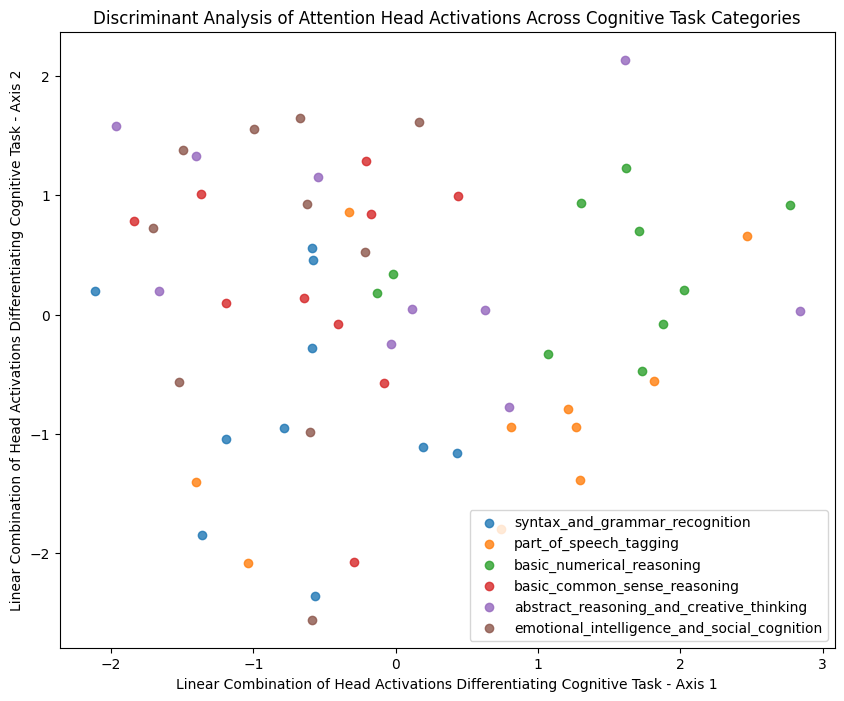 Discriminant Analysis of Attention Head Activations Across Cognitive Task Categories
Linear Combination of Head Activations Differentiating Cognitive Task - Axis 2
2
1
0
−1
−2
syntax_and_grammar_recognition
part_of_speech_tagging
basic_numerical_reasoning
basic_common_sense_reasoning
abstract_reasoning_and_creative_thinking
emotional_intelligence_and_social_cognition
−2
−1
0
1
2
3
Linear Combination of Head Activations Differentiating Cognitive Task - Axis 1